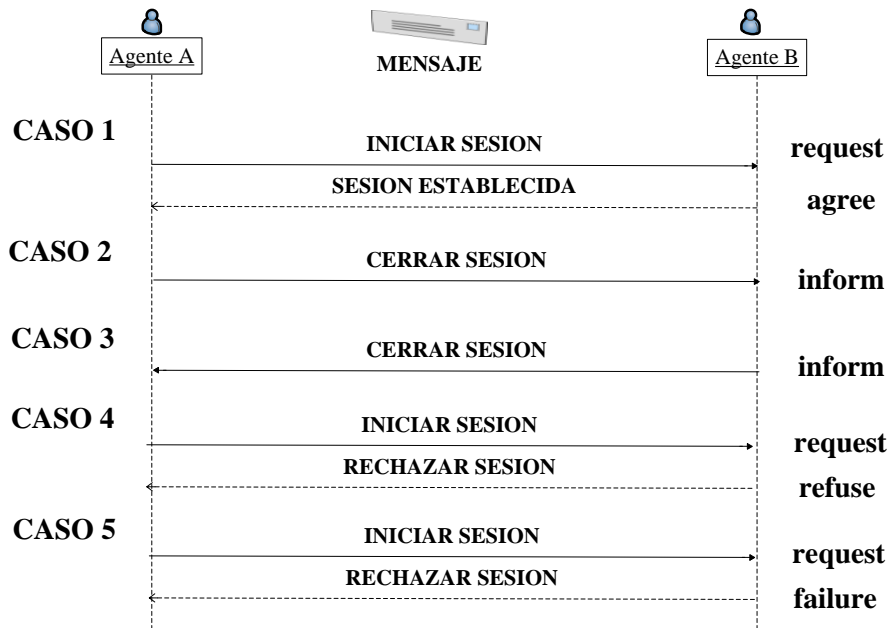 Agente A
MENSAJE
Agente B
CASO 1
INICIAR SESION
request
SESION ESTABLECIDA
agree
CASO 2
CERRAR SESION
inform
CASO 3
CERRAR SESION
inform
CASO 4
INICIAR SESION
request
RECHAZAR SESION
refuse
CASO 5
INICIAR SESION
request
RECHAZAR SESION
failure